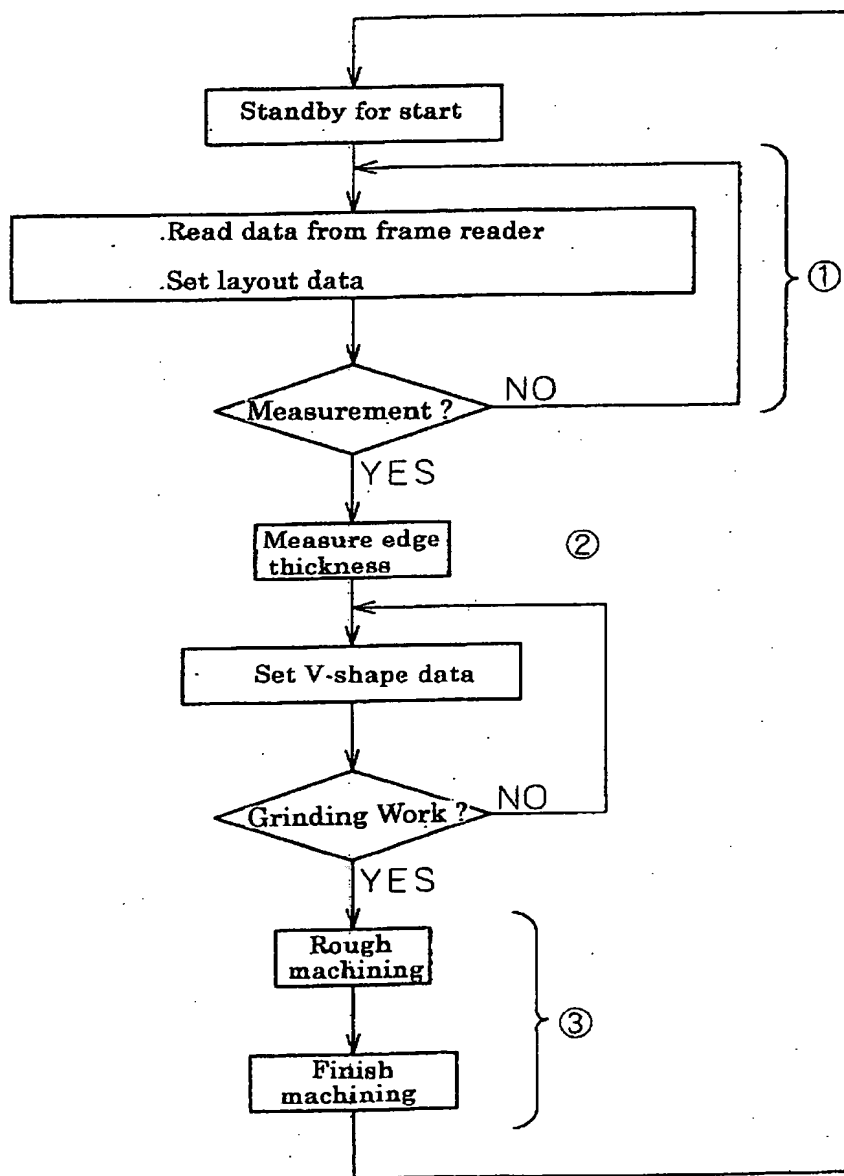 Standby for start
.Read data from frame reader
.Set layout data
①
Measurement ?
NO
YES
Measure edge
thickness
②
Set V-shape data
Grinding Work ?
NO
YES
Rough
machining
③
Finish
machining